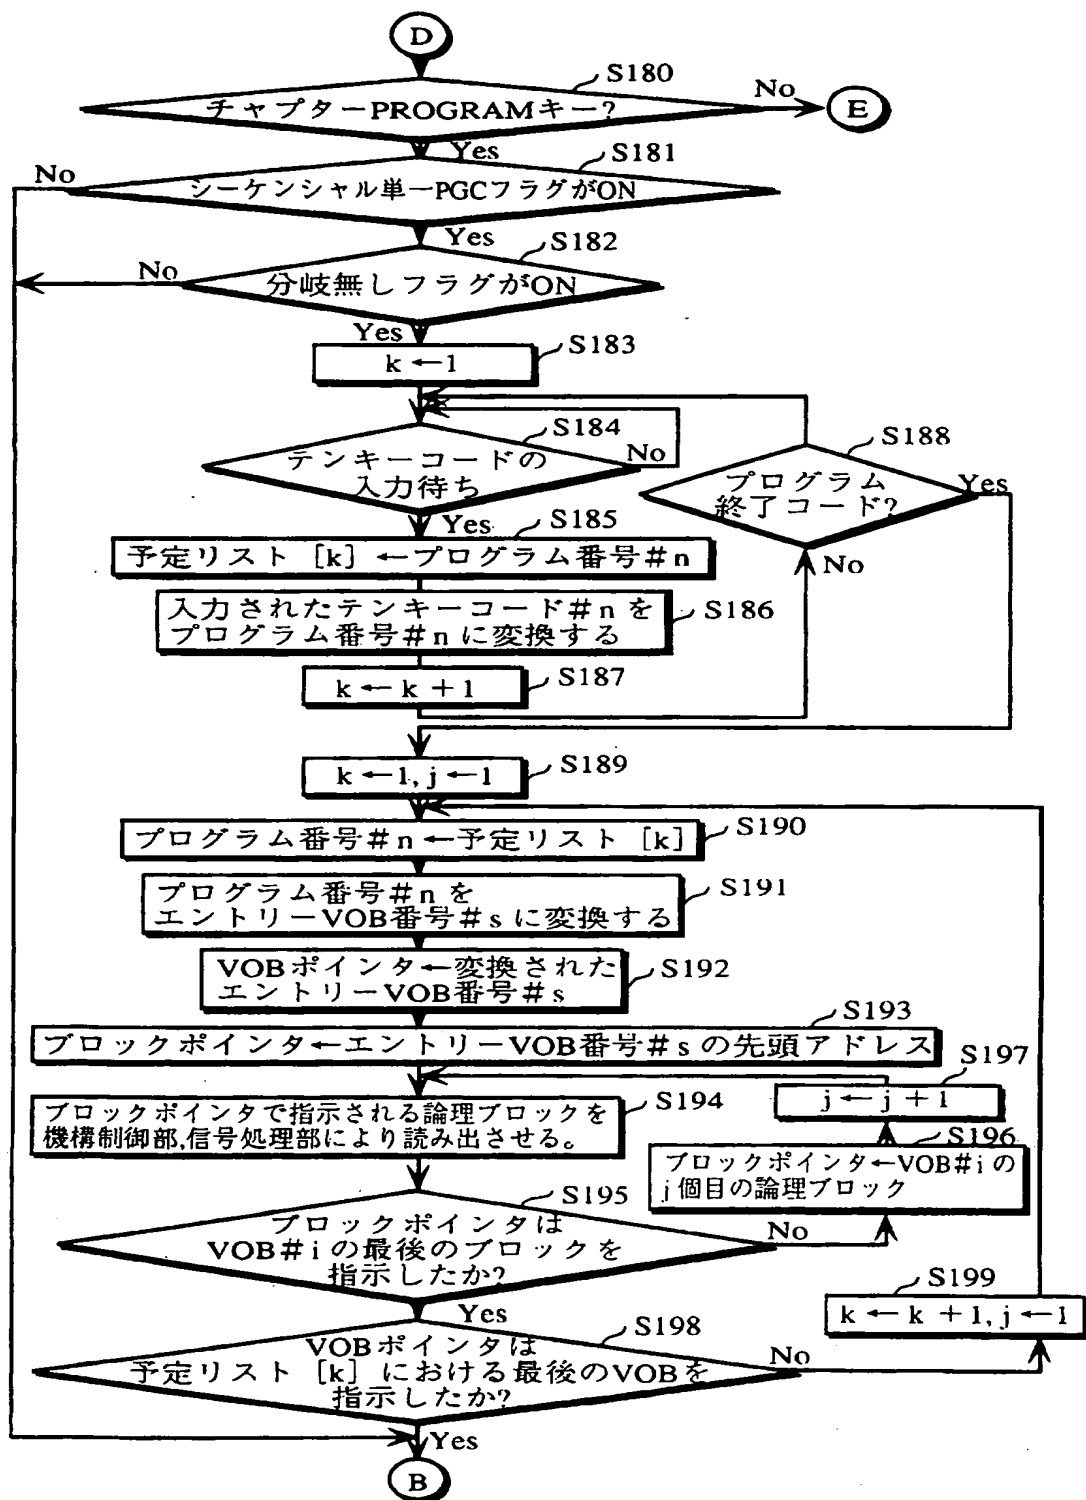 D
S180
チャプターPROGRAMキー?
No
E
Yes
S181
No
シーケンシャル単一PGCフラグがON
Yes
S182
No
分岐無しフラグがON
Yes
S183
k←1
S184
テンキーコードの
入力待ち
No
S188
プログラム
終了コード?
Yes
No
Yes
S185
予定リスト [k] ←プログラム番号#n
入力されたテンキーコード#nを
プログラム番号#nに変換する
S186
k←k+1
S187
k←1, j←1
S189
プログラム番号#n←予定リスト [k]
S190
プログラム番号#nを
エントリーVOB番号#sに変換する
S191
VOBポインタ←変換された
エントリーVOB番号#s
S192
S193
ブロックポインタ←エントリーVOB番号#sの先頭アドレス
S197
j←j+1
ブロックポインタで指示される論理ブロックを
機構制御部,信号処理部により読み出させる。
S194
S196
ブロックポインタ←VOB#iの
j個目の論理ブロック
S195
ブロックポインタは
VOB#iの最後のブロックを
指示したか?
No
Yes
S199
k←k+1, j←1
S198
VOBポインタは
予定リスト [k] における最後のVOBを
指示したか?
No
Yes
B